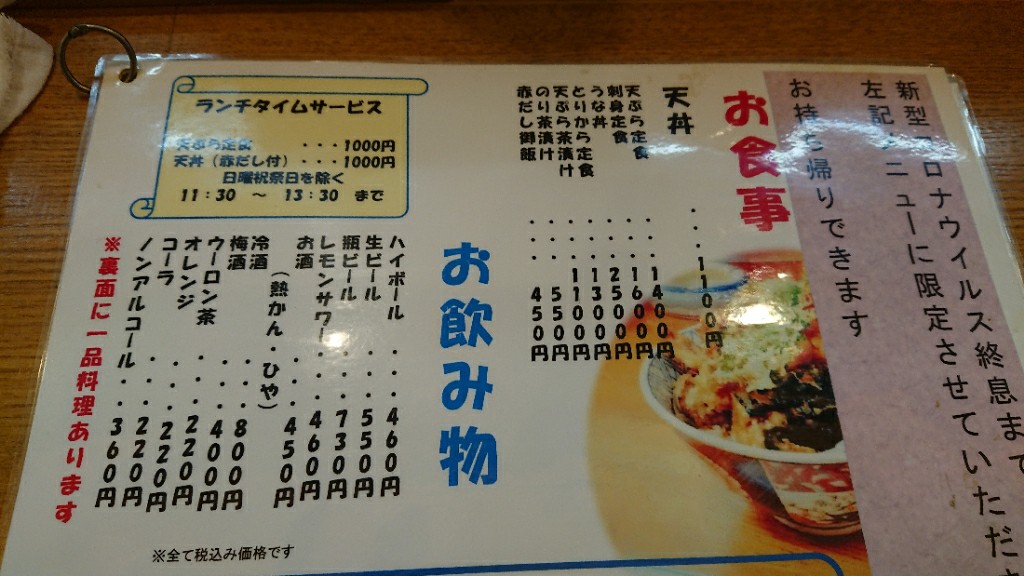 新型コロナウイルス終息まで
左記メニューに限定させていただき
お持ち帰りできます
お食事
天丼 ・・・1100円
天ぷら定食 ・・・1400円
刺身定食 ・・・1600円
うな丼 ・・・2500円
とりから定食 ・・・1300円
天ぷら茶漬け ・・・1100円
のり茶漬け ・・・550円
赤だし御飯 ・・・450円
ランチタイムサービス
天ぷら定食 ・・・1000円
天丼（赤だし付）・・・1000円
日曜祝祭日を除く
11:30 ～ 13:30 まで
お飲み物
ハイボール ・・・460円
生ビール ・・・550円
瓶ビール ・・・730円
レモンサワー ・・・460円
お酒（熱かん・ひや）・・・450円
冷酒 ・・・800円
梅酒 ・・・400円
ウーロン茶 ・・・220円
オレンジ ・・・220円
コーラ ・・・220円
ノンアルコール ・・・360円
※裏面に一品料理あります
※全て税込み価格です